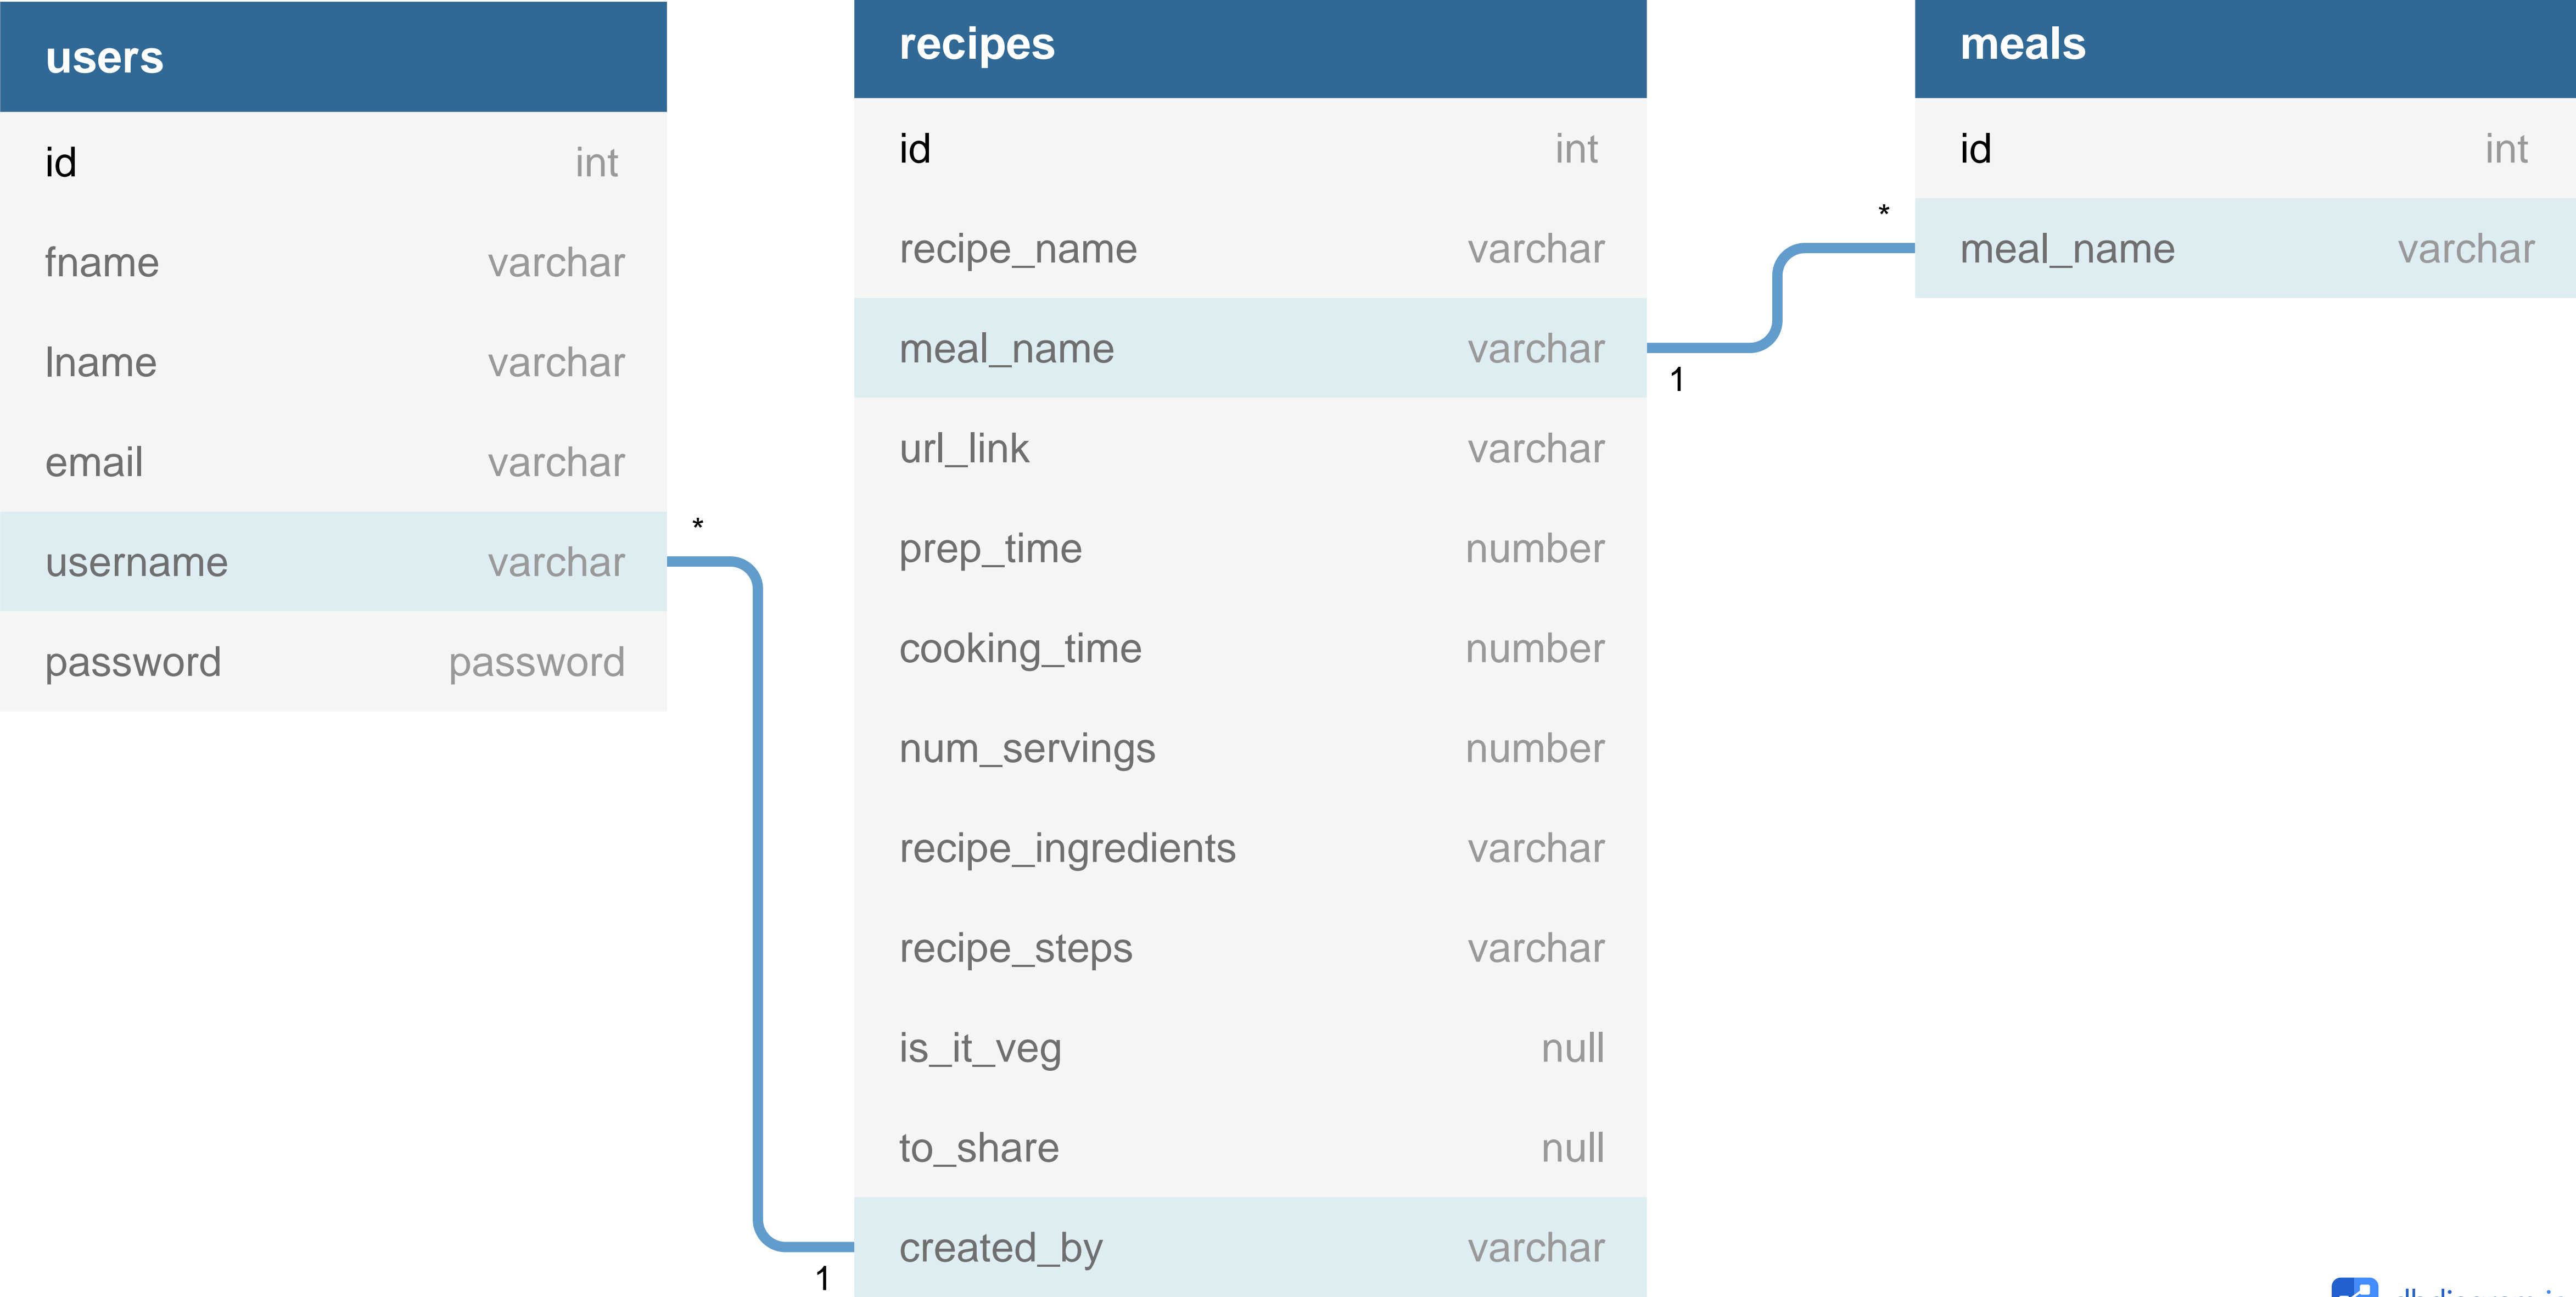 users
id int
fname varchar
lname varchar
email varchar
username varchar
password password
*
1
recipes
id int
recipe_name varchar
meal_name varchar
url_link varchar
prep_time number
cooking_time number
num_servings number
recipe_ingredients varchar
recipe_steps varchar
is_it_veg null
to_share null
created_by varchar
*
1
meals
id int
meal_name varchar